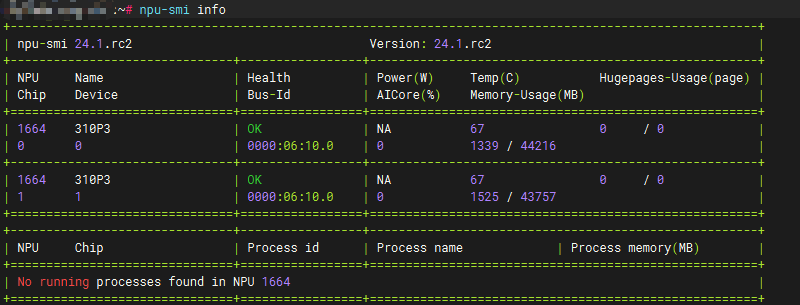 :~# npu-smi info
npu-smi 24.1.rc2 Version: 24.1.rc2
NPU Name Health Power(W) Temp(C) Hugepages-Usage(page)
Chip Device Bus-Id AICore(%) Memory-Usage(MB)
1664 310P3 OK NA 67 0 / 0
0 0 0000:06:10.0 0 1339 / 44216
1664 310P3 OK NA 67 0 / 0
1 1 0000:06:10.0 0 1525 / 43757
NPU Chip Process id Process name Process memory(MB)
No running processes found in NPU 1664